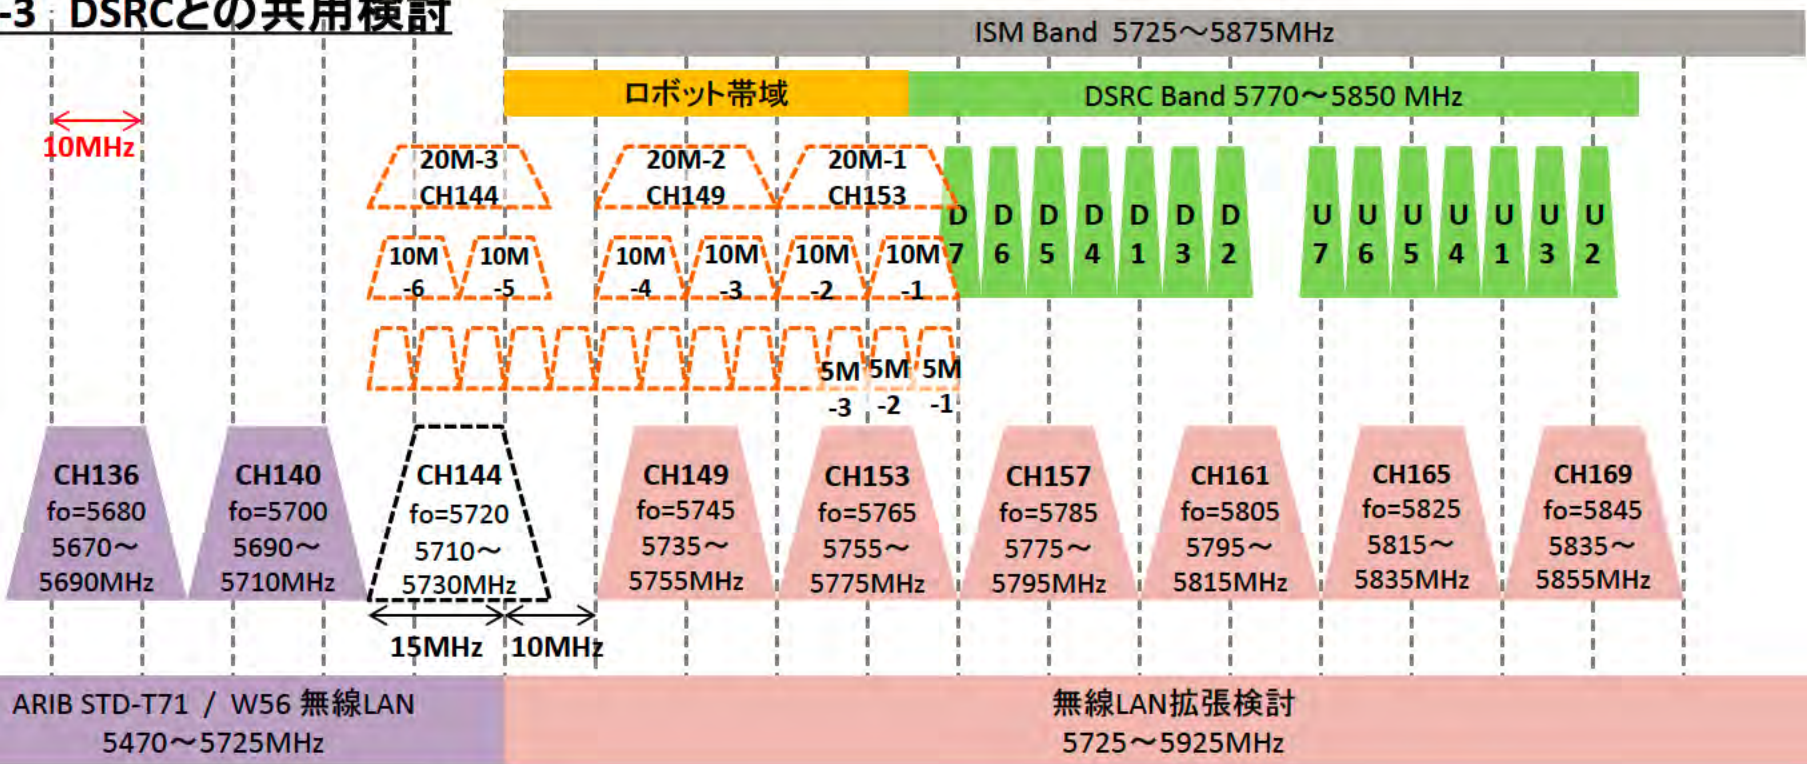 -3 DSRCとの共用検討
ISM Band 5725～5875MHz
ロボット帯域
DSRC Band 5770～5850 MHz
10MHz
20M-3
CH144
20M-2
CH149
20M-1
CH153
10M
-6
10M
-5
10M
-4
10M
-3
10M
-2
10M
-1
D
7
D
6
D
5
D
4
D
1
D
3
D
2
U
7
U
6
U
5
U
4
U
1
U
3
U
2
5M
-3
5M
-2
5M
-1
CH136
fo=5680
5670～
5690MHz
CH140
fo=5700
5690～
5710MHz
CH144
fo=5720
5710～
5730MHz
CH149
fo=5745
5735～
5755MHz
CH153
fo=5765
5755～
5775MHz
CH157
fo=5785
5775～
5795MHz
CH161
fo=5805
5795～
5815MHz
CH165
fo=5825
5815～
5835MHz
CH169
fo=5845
5835～
5855MHz
15MHz
10MHz
ARIB STD-T71 / W56 無線LAN
5470～5725MHz
無線LAN拡張検討
5725～5925MHz